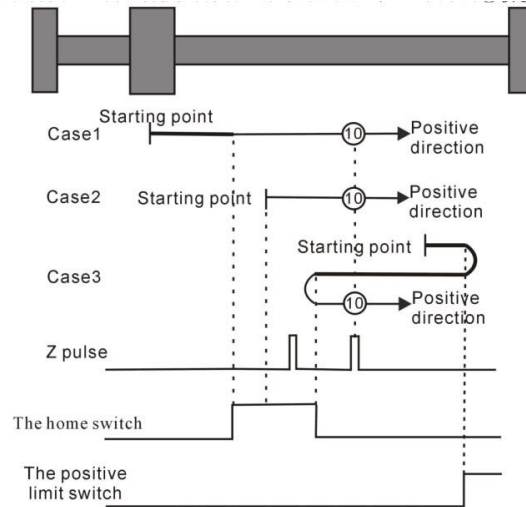 Starting point
Case1
10
Positive
direction
Case2
Starting point
10
Positive
direction
Starting point
Case3
10
Positive
direction
Z pulse
The home switch
The positive
limit switch